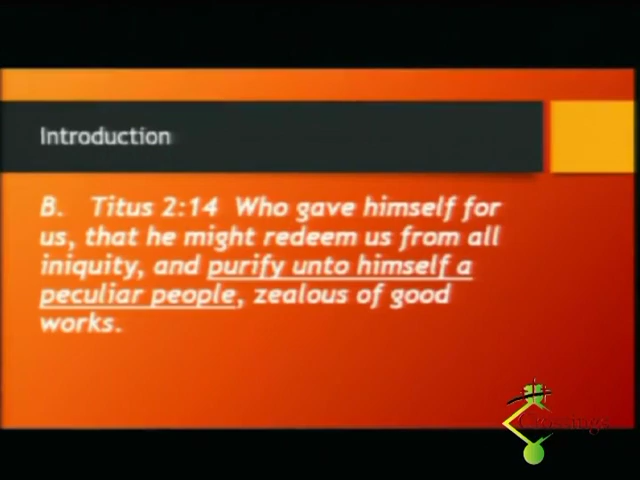 Introduction
B. Titus 2:14 Who gave himself for
us, that he might redeem us from all
iniquity, and purify unto himself a
peculiar people, zealous of good
works.
Crossings